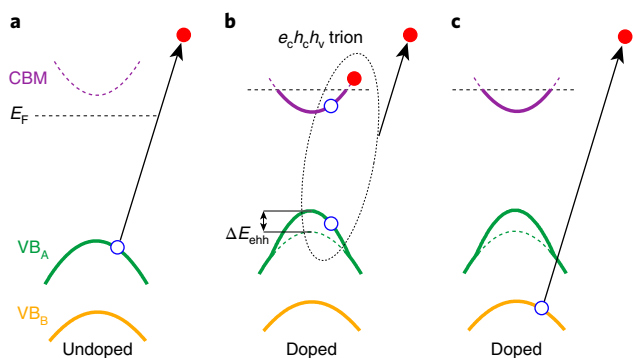 a
b
c
e_c h_c h_v trion
CBM
E_F
ΔE_ehh
VB_A
VB_B
Undoped
Doped
Doped